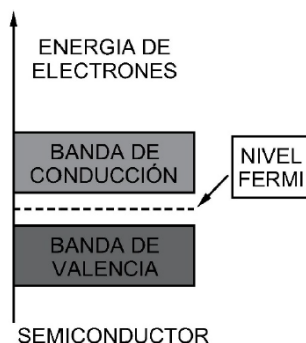 ENERGIA DE
ELECTRONES
BANDA DE
CONDUCCIÓN
NIVEL
FERMI
BANDA DE
VALENCIA
SEMICONDUCTOR